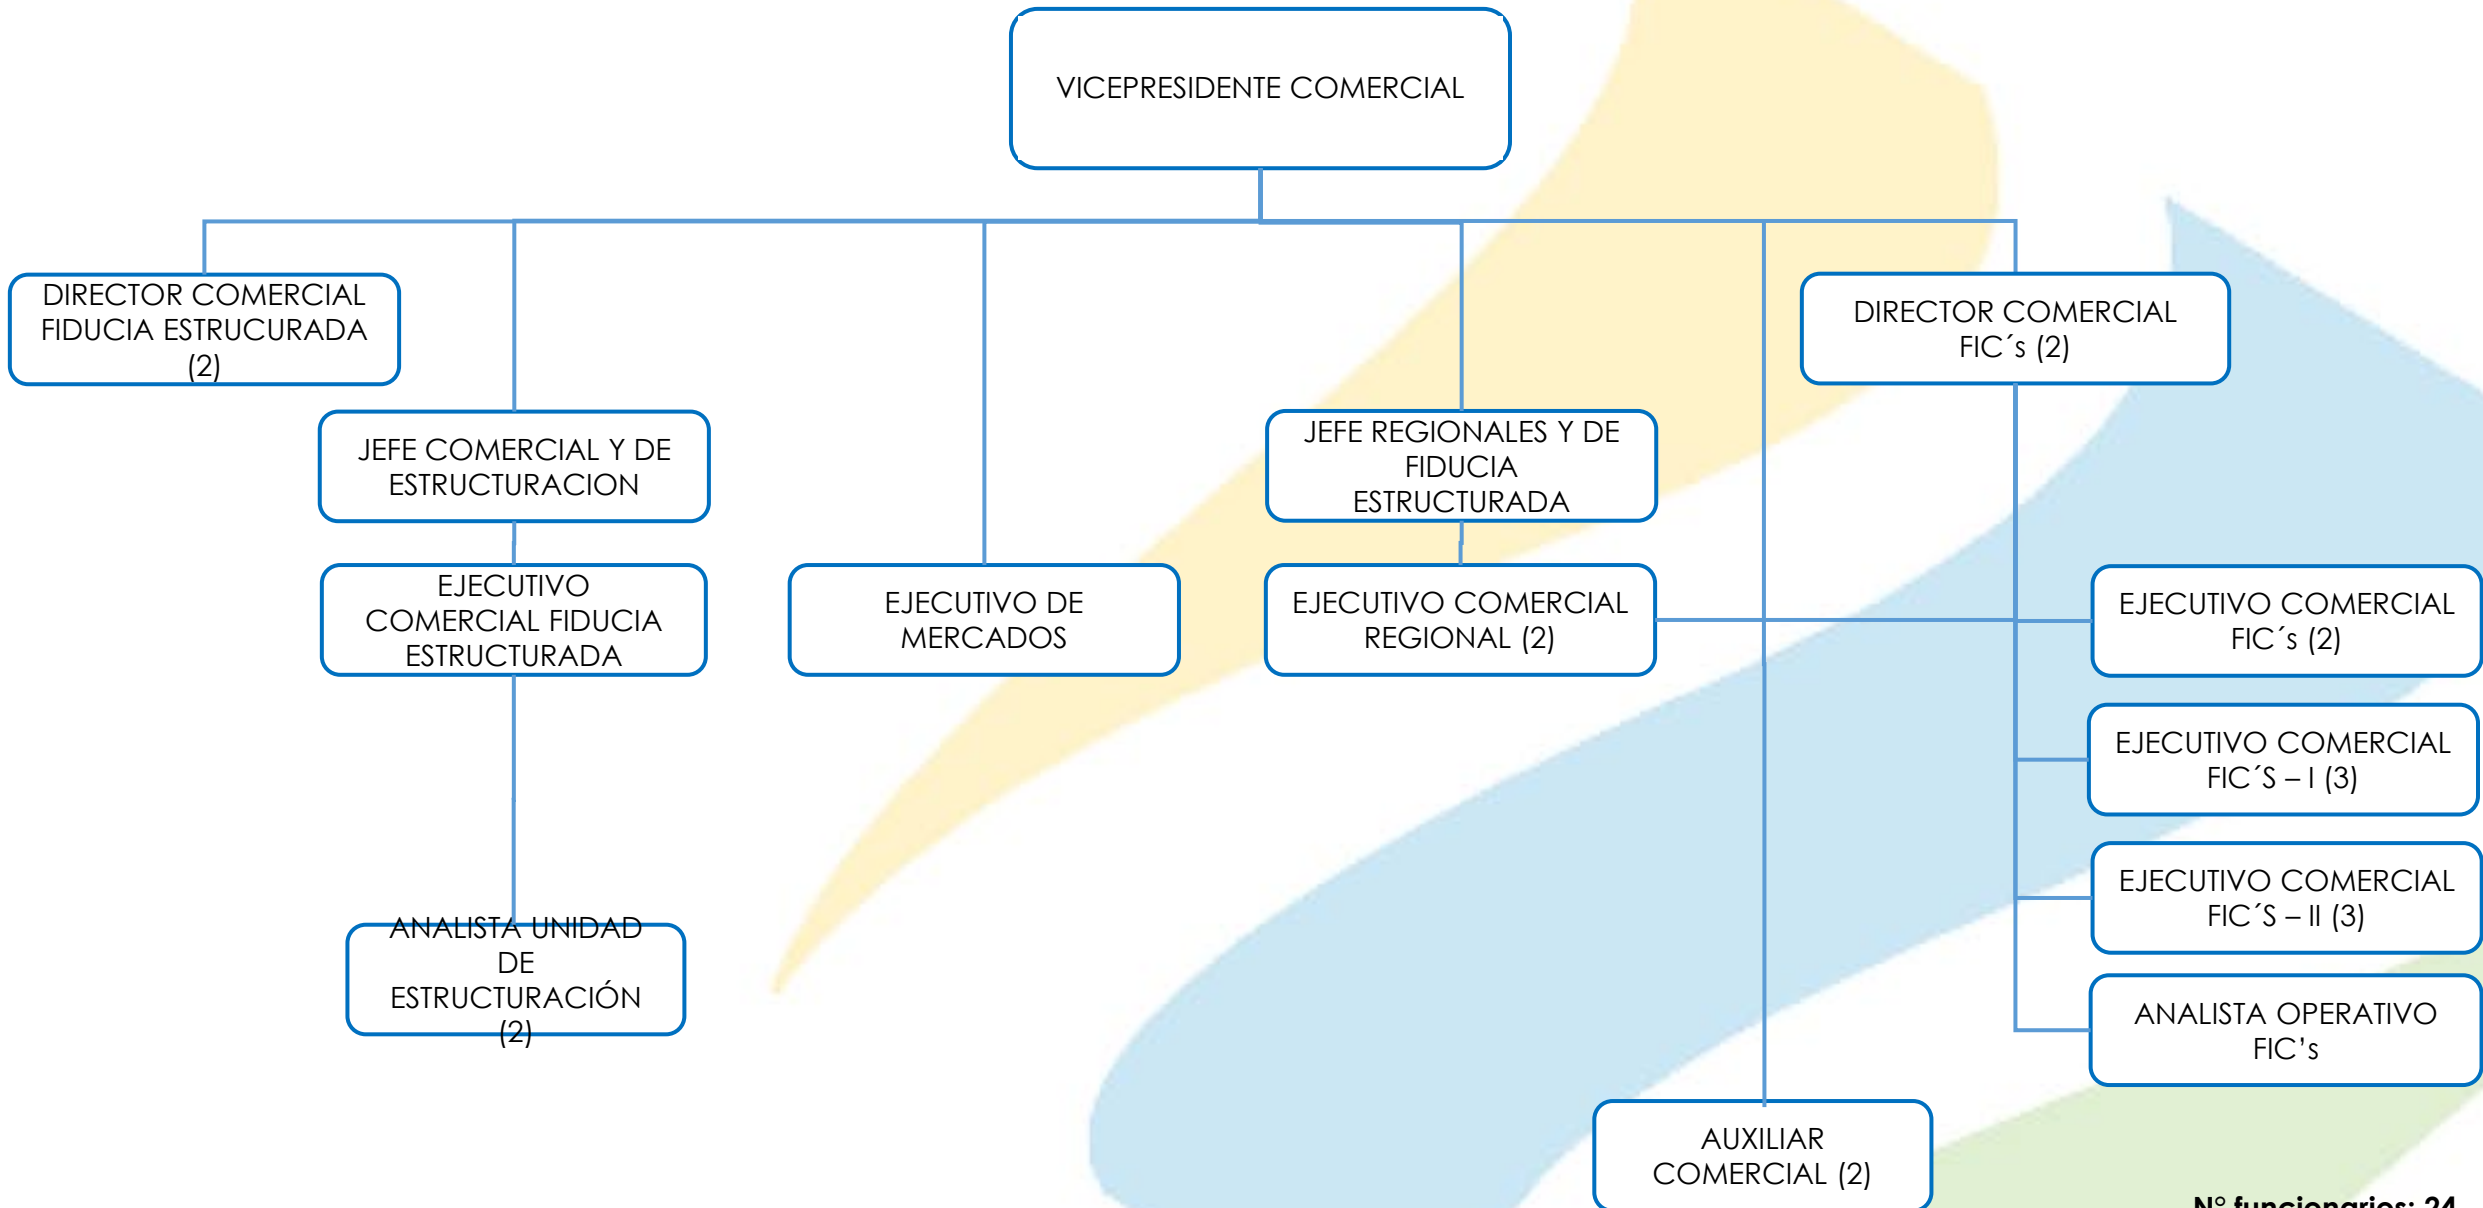 VICEPRESIDENTE COMERCIAL
DIRECTOR COMERCIAL
FIDUCIA ESTRUCURADA
(2)
DIRECTOR COMERCIAL
FIC´s (2)
JEFE COMERCIAL Y DE
ESTRUCTURACION
JEFE REGIONALES Y DE
FIDUCIA
ESTRUCTURADA
EJECUTIVO
COMERCIAL FIDUCIA
ESTRUCTURADA
EJECUTIVO DE
MERCADOS
EJECUTIVO COMERCIAL
REGIONAL (2)
EJECUTIVO COMERCIAL
FIC´s (2)
EJECUTIVO COMERCIAL
FIC´S – I (3)
EJECUTIVO COMERCIAL
FIC´S – II (3)
ANALISTA UNIDAD
DE
ESTRUCTURACIÓN
(2)
ANALISTA OPERATIVO
FIC’s
AUXILIAR
COMERCIAL (2)
N° funcionarios: 24